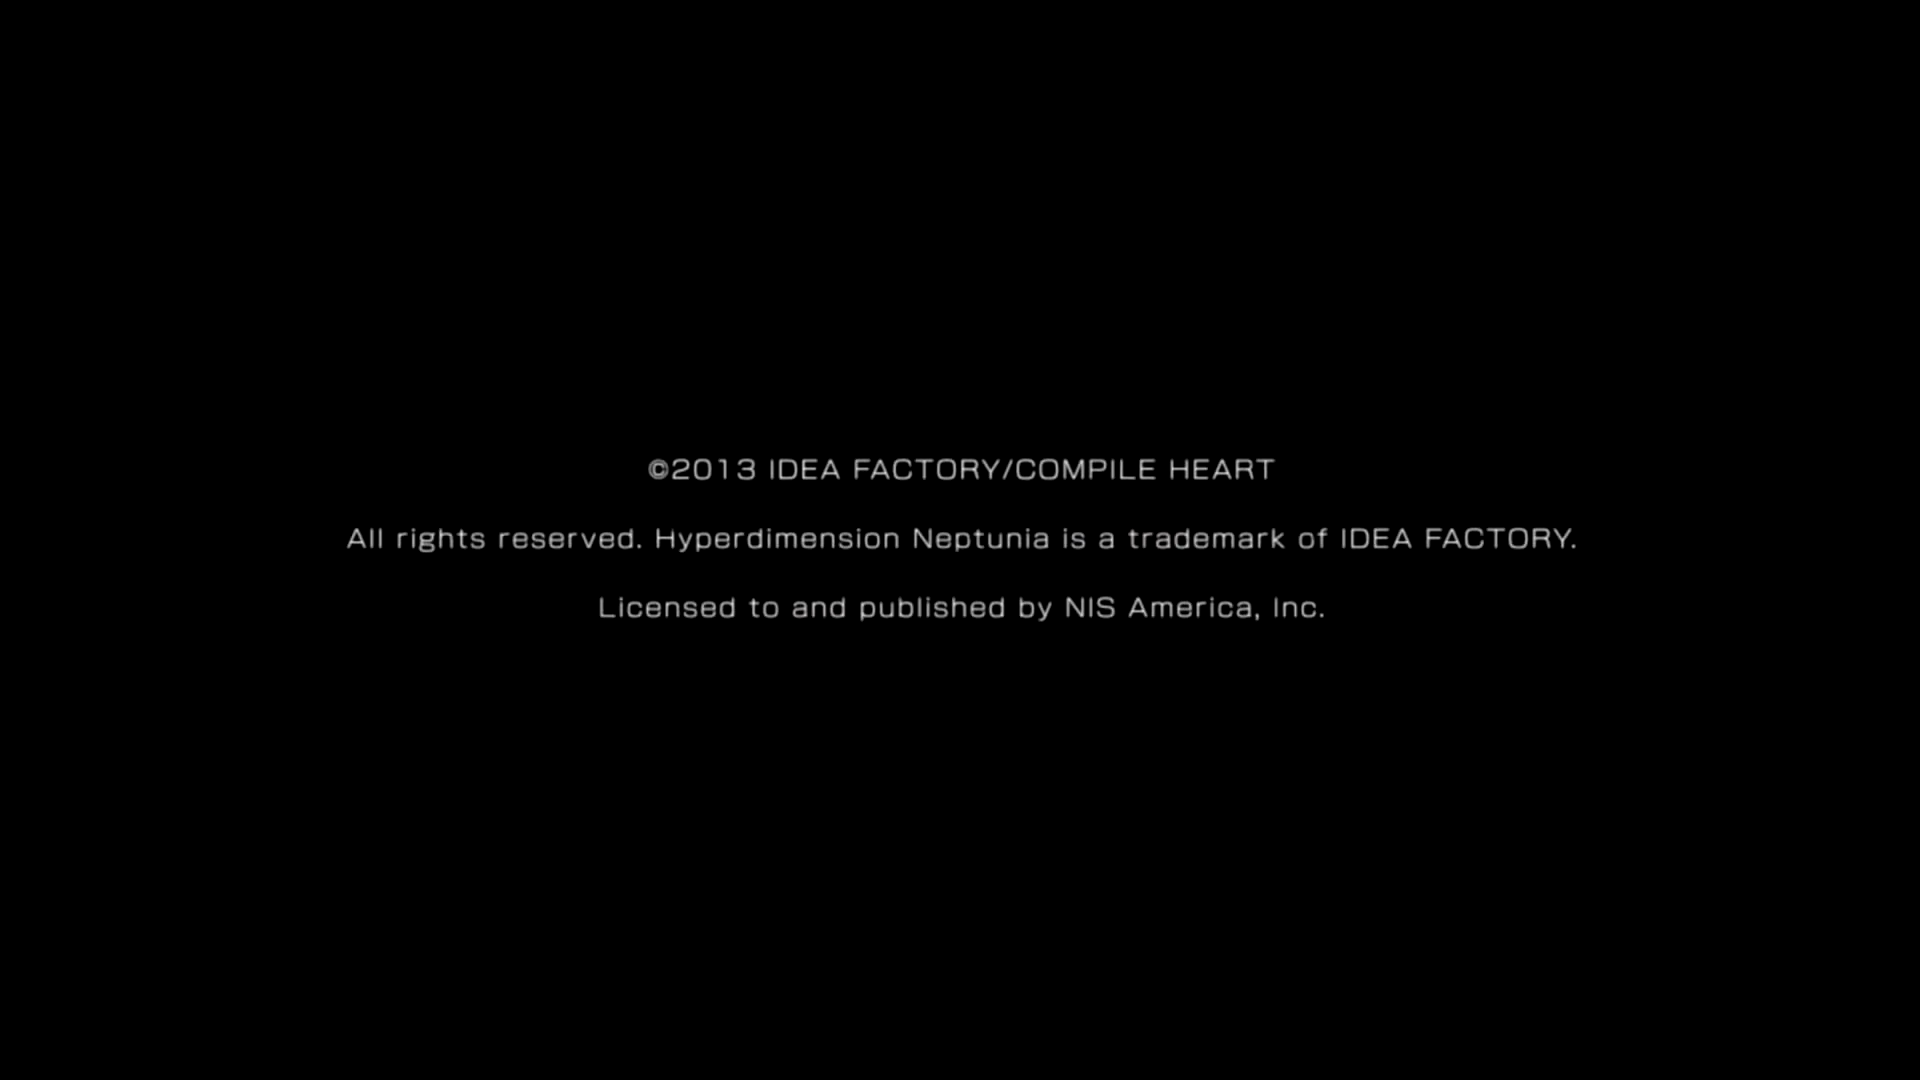 ©2013 IDEA FACTORY/COMPILE HEART
All rights reserved. Hyperdimension Neptunia is a trademark of IDEA FACTORY.
Licensed to and published by NIS America, Inc.